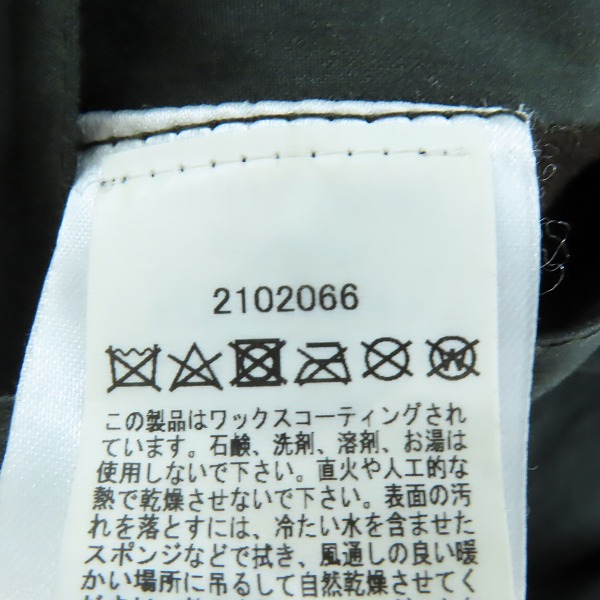 2102066
この製品はワックスコーティングされ
ています。石鹸、洗剤、溶剤、お湯は
使用しないで下さい。直火や人工的な
熱で乾燥させないで下さい。表面の汚
れを落とすには、冷たい水を含ませた
スポンジなどで拭き、風通しの良い暖
かい場所に吊るして自然乾燥させてく